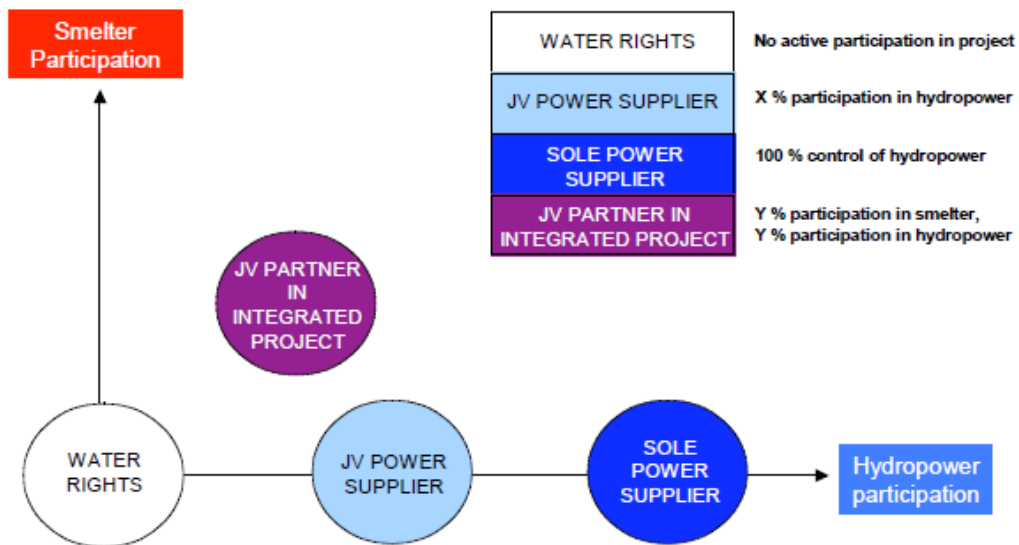 Smelter
Participation
WATER RIGHTS
No active participation in project
JV POWER SUPPLIER
X % participation in hydropower
SOLE POWER
SUPPLIER
100 % control of hydropower
JV PARTNER IN
INTEGRATED PROJECT
Y % participation in smelter,
Y % participation in hydropower
JV PARTNER
IN
INTEGRATED
PROJECT
WATER
RIGHTS
JV POWER
SUPPLIER
SOLE
POWER
SUPPLIER
Hydropower
participation